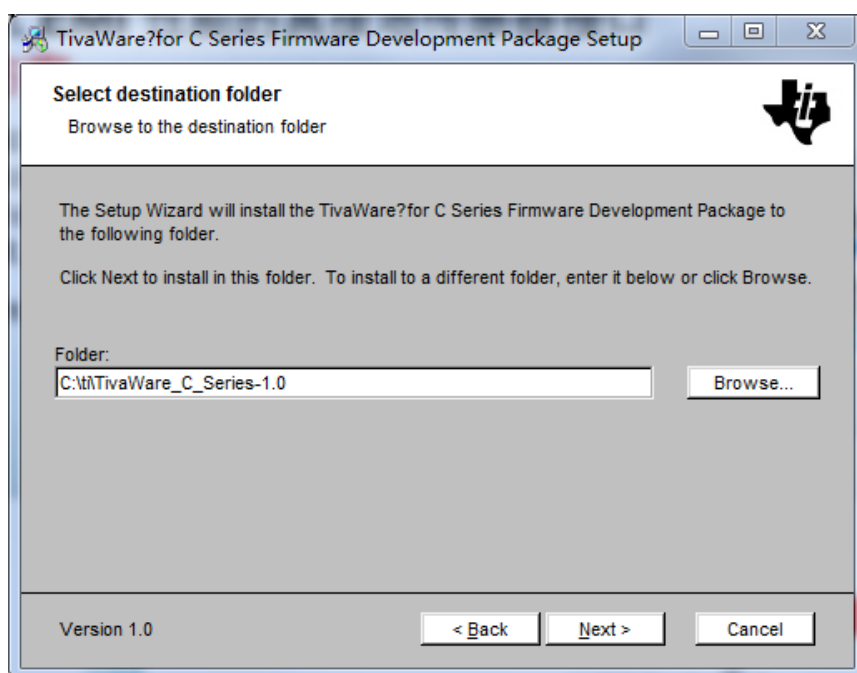 TivaWare?for C Series Firmware Development Package Setup
Select destination folder
Browse to the destination folder
ti
The Setup Wizard will install the TivaWare?for C Series Firmware Development Package to
the following folder.
Click Next to install in this folder.  To install to a different folder, enter it below or click Browse.
Folder:
C:\ti\TivaWare_C_Series-1.0
Browse...
Version 1.0
< Back
Next >
Cancel